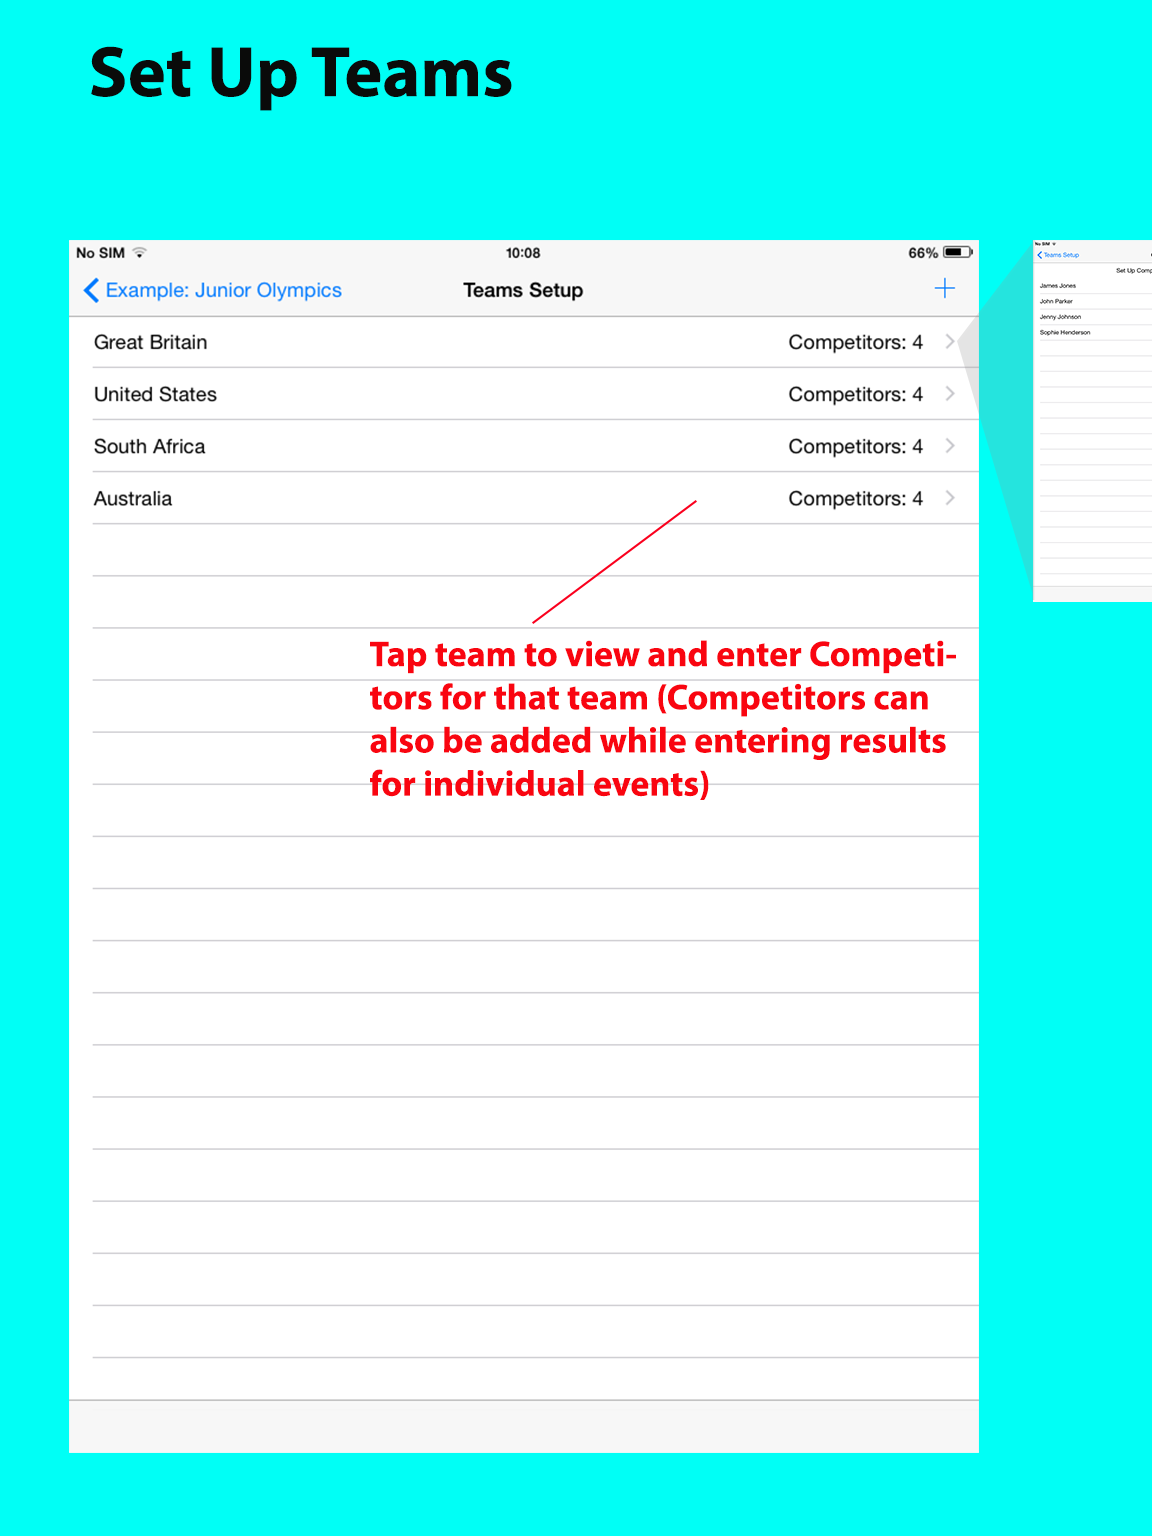 Set Up Teams
No SIM 10:08 66%
Example: Junior Olympics Teams Setup +
Great Britain Competitors: 4
United States Competitors: 4
South Africa Competitors: 4
Australia Competitors: 4
Tap team to view and enter Competi-
tors for that team (Competitors can
also be added while entering results
for individual events)
No SIM
Teams Setup
Set Up Comp
James Jones
John Parker
Jenny Johnson
Sophie Henderson